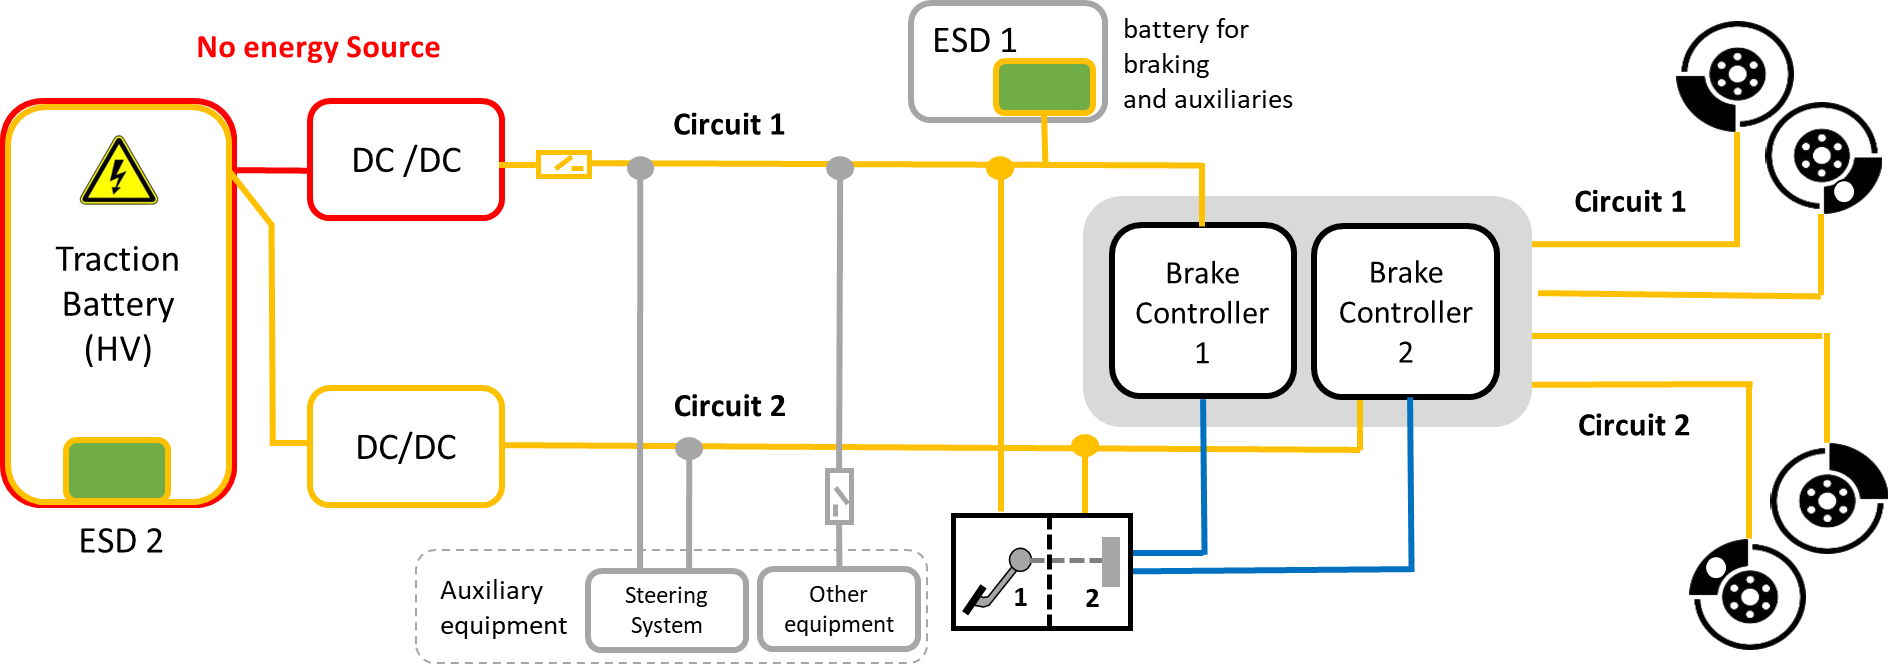 No energy Source
ESD 1
battery for
braking
and auxiliaries
DC /DC
Circuit 1
Traction
Battery
(HV)
Circuit 1
Brake
Controller
1
Brake
Controller
2
DC/DC
Circuit 2
Circuit 2
ESD 2
Auxiliary
equipment
Steering
System
Other
equipment
1
2